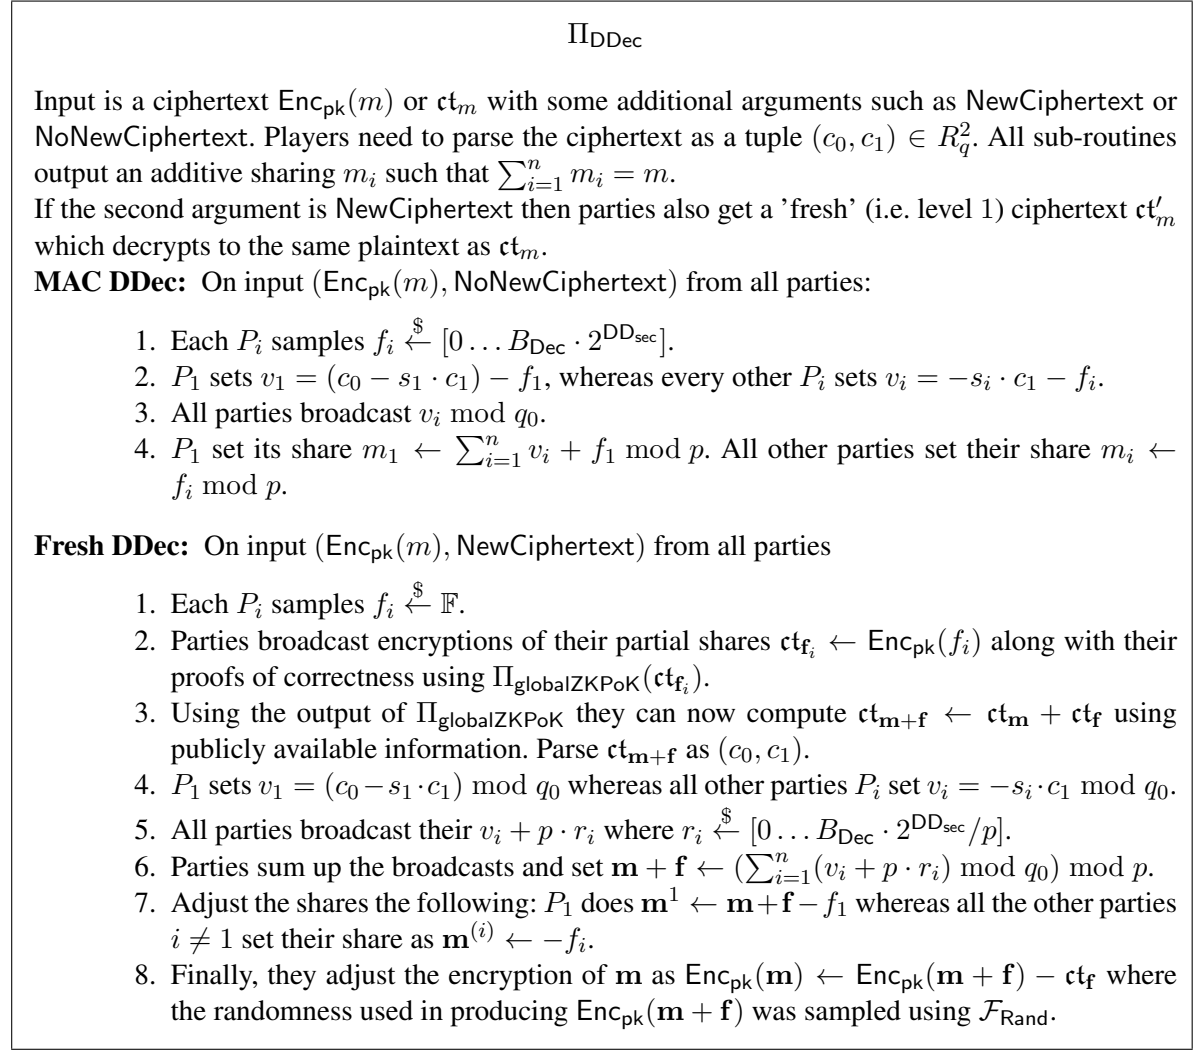 Π_DDec
Input is a ciphertext Enc_pk(m) or 𝔠𝔱_m with some additional arguments such as NewCiphertext or
NoNewCiphertext. Players need to parse the ciphertext as a tuple (c_0, c_1) ∈ R_q^2. All sub-routines
output an additive sharing m_i such that ∑_{i=1}^n m_i = m.
If the second argument is NewCiphertext then parties also get a 'fresh' (i.e. level 1) ciphertext 𝔠𝔱'_m
which decrypts to the same plaintext as 𝔠𝔱_m.
MAC DDec: On input (Enc_pk(m), NoNewCiphertext) from all parties:
1. Each P_i samples f_i ←$ [0 … B_Dec · 2^{DD_sec}].
2. P_1 sets v_1 = (c_0 − s_1 · c_1) − f_1, whereas every other P_i sets v_i = −s_i · c_1 − f_i.
3. All parties broadcast v_i mod q_0.
4. P_1 set its share m_1 ← ∑_{i=1}^n v_i + f_1 mod p. All other parties set their share m_i ←
f_i mod p.
Fresh DDec: On input (Enc_pk(m), NewCiphertext) from all parties
1. Each P_i samples f_i ←$ 𝔽.
2. Parties broadcast encryptions of their partial shares 𝔠𝔱_{f_i} ← Enc_pk(f_i) along with their
proofs of correctness using Π_globalZKPoK(𝔠𝔱_{f_i}).
3. Using the output of Π_globalZKPoK they can now compute 𝔠𝔱_{m+f} ← 𝔠𝔱_m + 𝔠𝔱_f using
publicly available information. Parse 𝔠𝔱_{m+f} as (c_0, c_1).
4. P_1 sets v_1 = (c_0 − s_1 · c_1) mod q_0 whereas all other parties P_i set v_i = −s_i · c_1 mod q_0.
5. All parties broadcast their v_i + p · r_i where r_i ←$ [0 … B_Dec · 2^{DD_sec}/p].
6. Parties sum up the broadcasts and set m + f ← (∑_{i=1}^n (v_i + p · r_i) mod q_0) mod p.
7. Adjust the shares the following: P_1 does m^1 ← m + f − f_1 whereas all the other parties
i ≠ 1 set their share as m^{(i)} ← −f_i.
8. Finally, they adjust the encryption of m as Enc_pk(m) ← Enc_pk(m + f) − 𝔠𝔱_f where
the randomness used in producing Enc_pk(m + f) was sampled using ℱ_Rand.